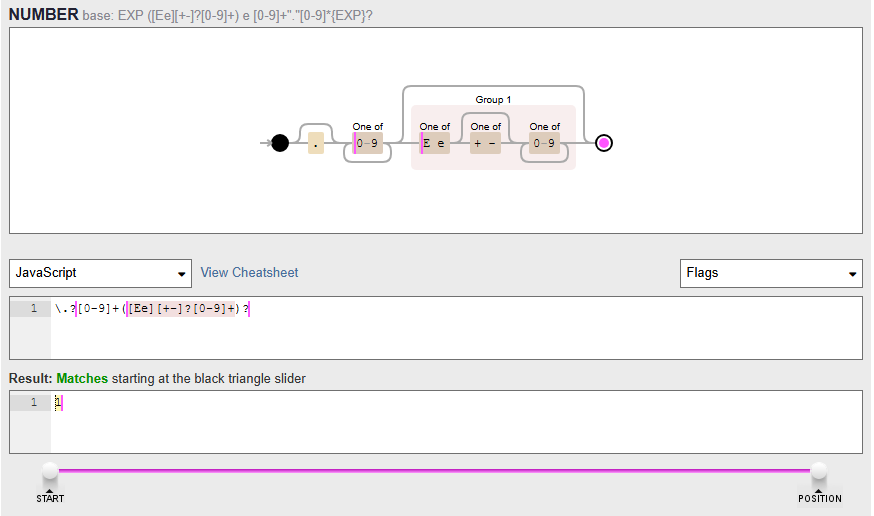 NUMBER base: EXP ([Ee][+-]?[0-9]+) e [0-9]+"."[0-9]*{EXP}?
Group 1
One of One of One of One of
. 0-9 E e + - 0-9
JavaScript View Cheatsheet Flags
1 \.?[0-9]+([Ee][+-]?[0-9]+)?
Result: Matches starting at the black triangle slider
1 1
START POSITION